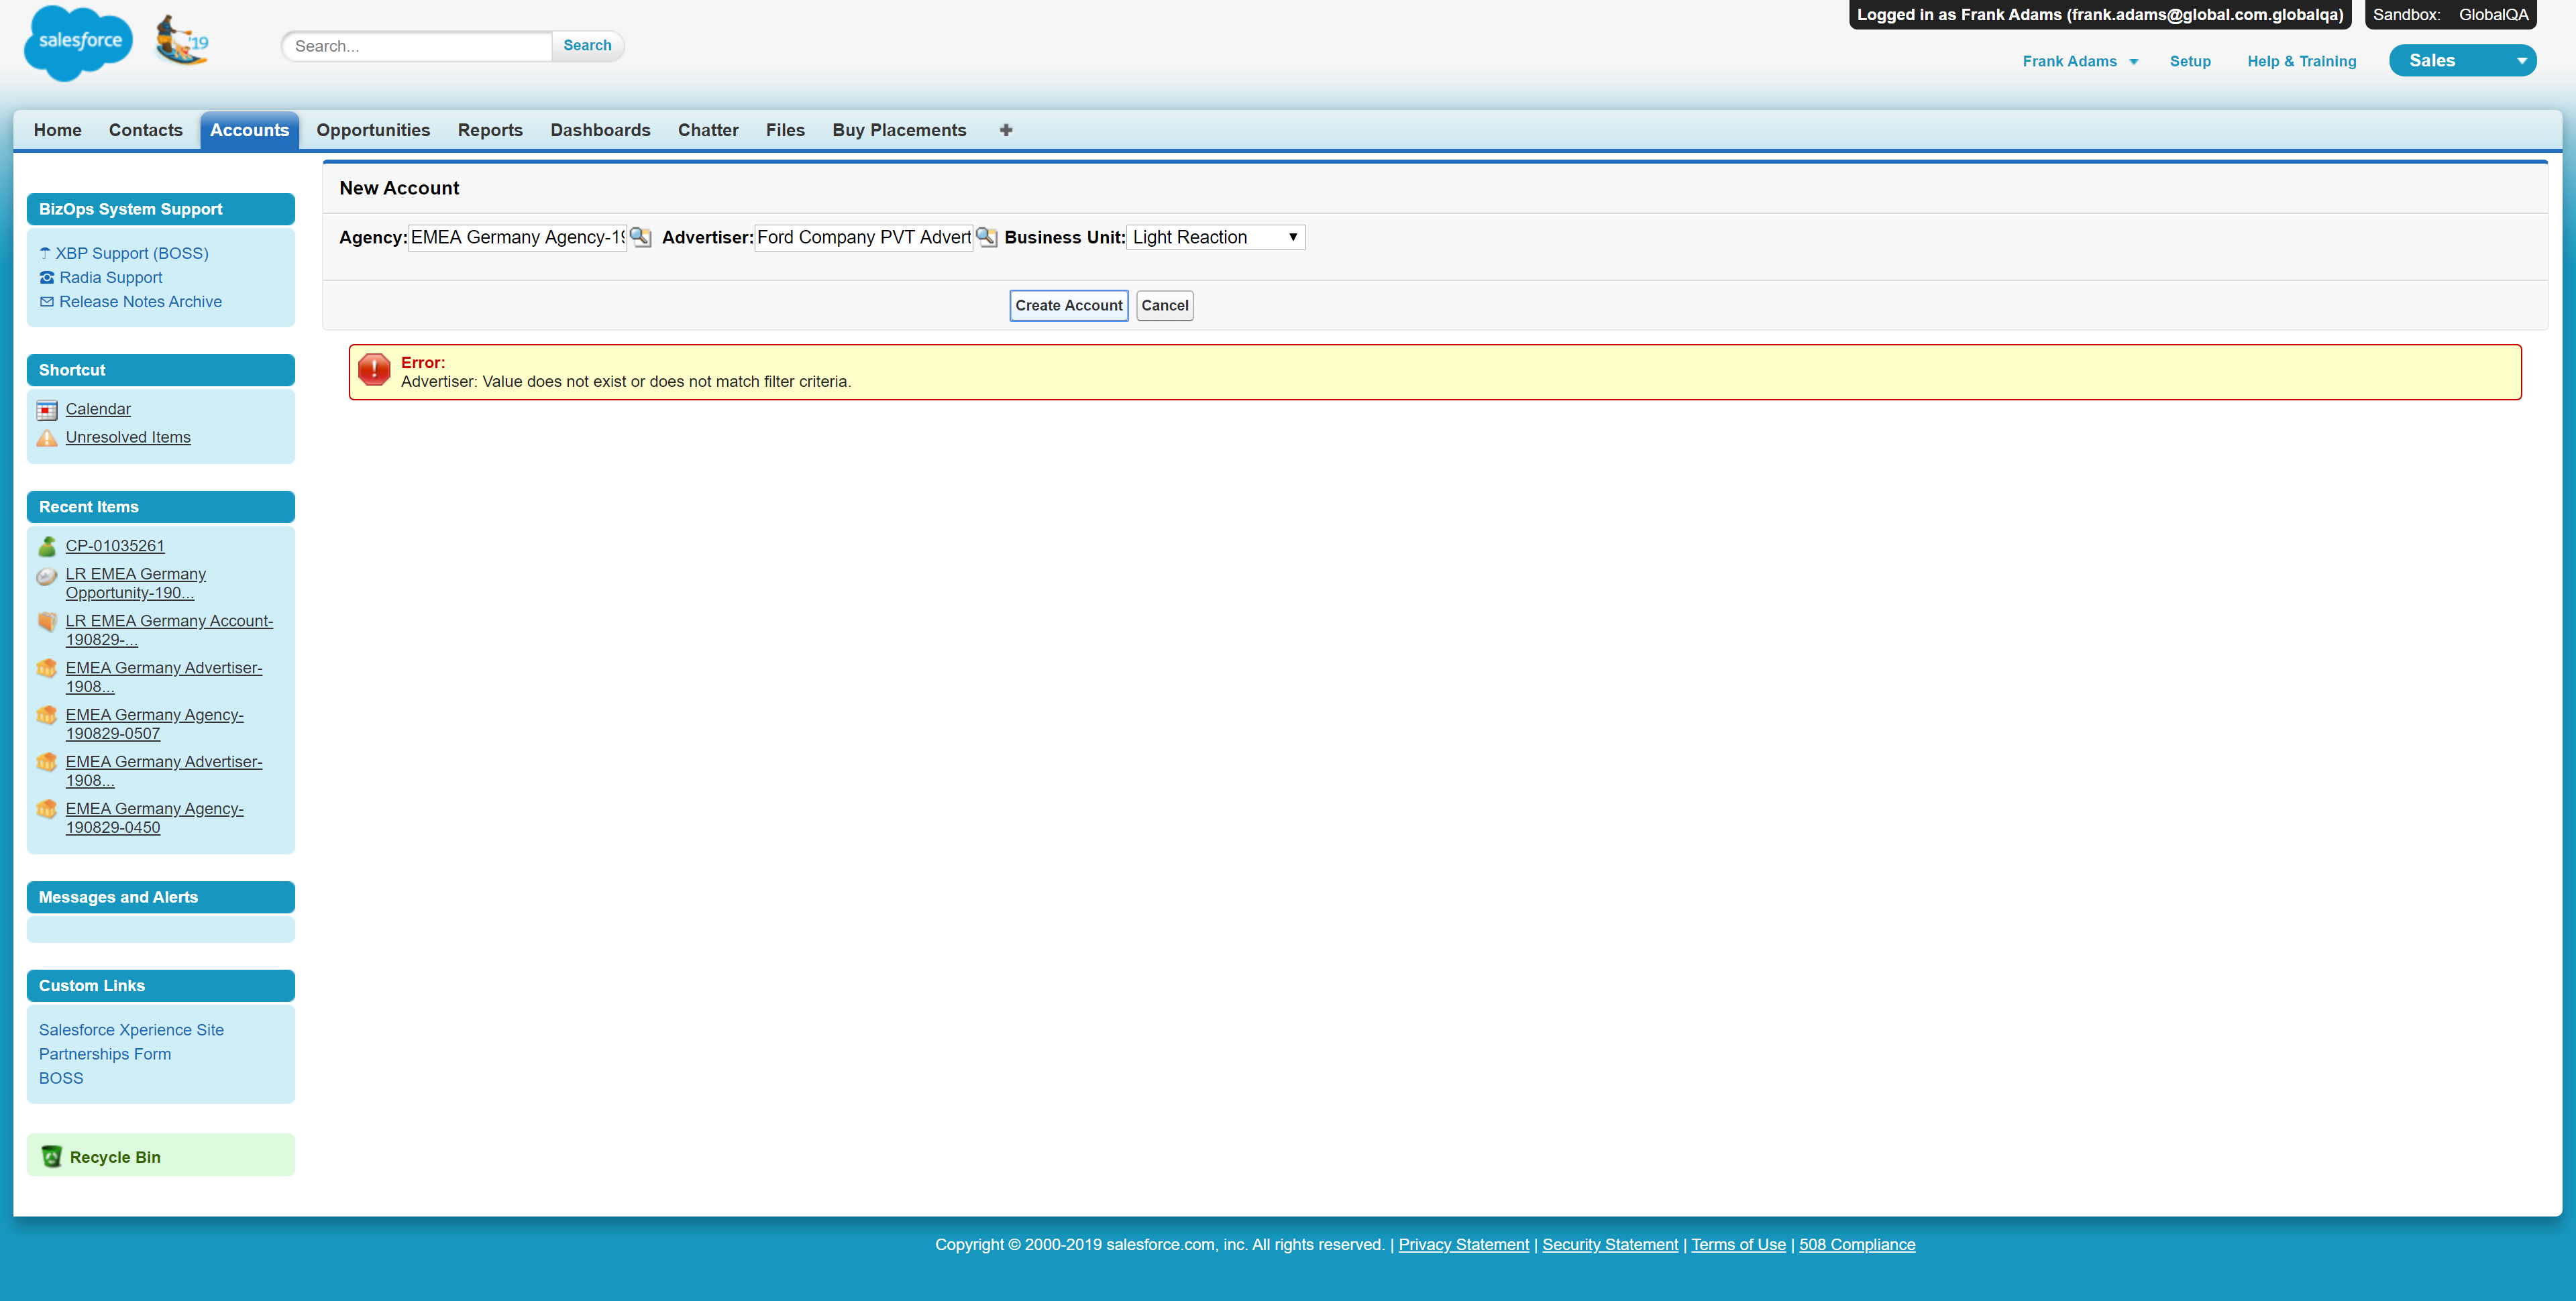 Logged in as Frank Adams (frank.adams@global.com.globalqa)
Sandbox: GlobalQA
salesforce
'19
Search...
Search
Frank Adams
Setup
Help & Training
Sales
Home
Contacts
Accounts
Opportunities
Reports
Dashboards
Chatter
Files
Buy Placements
BizOps System Support
XBP Support (BOSS)
Radia Support
Release Notes Archive
Shortcut
Calendar
Unresolved Items
Recent Items
CP-01035261
LR EMEA Germany
Opportunity-190...
LR EMEA Germany Account-
190829-...
EMEA Germany Advertiser-
1908...
EMEA Germany Agency-
190829-0507
EMEA Germany Advertiser-
1908...
EMEA Germany Agency-
190829-0450
Messages and Alerts
Custom Links
Salesforce Xperience Site
Partnerships Form
BOSS
Recycle Bin
New Account
Agency: EMEA Germany Agency-19 Advertiser: Ford Company PVT Advert Business Unit: Light Reaction
Create Account
Cancel
Error:
Advertiser: Value does not exist or does not match filter criteria.
Copyright © 2000-2019 salesforce.com, inc. All rights reserved. | Privacy Statement | Security Statement | Terms of Use | 508 Compliance